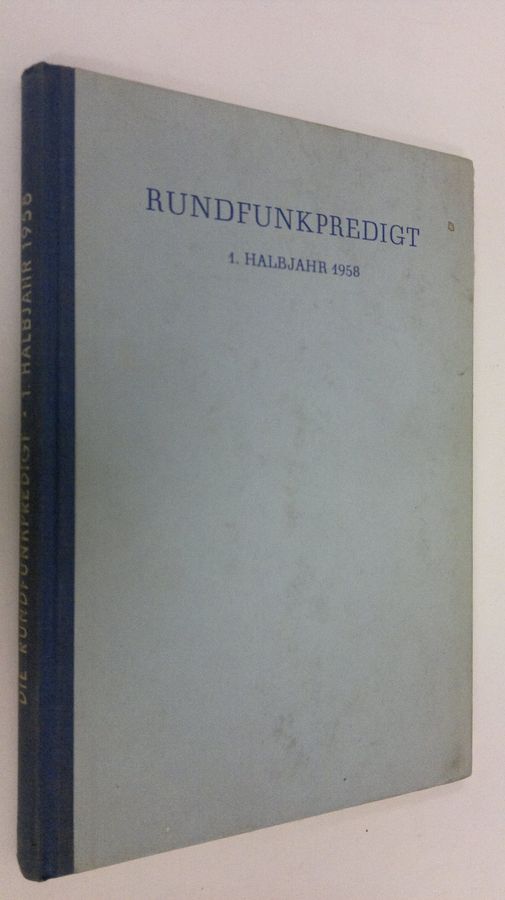 RUNDFUNKPREDIGT
1. HALBJAHR 1958
DIE RUNDFUNKPREDIGT - 1. HALBJAHR 1958